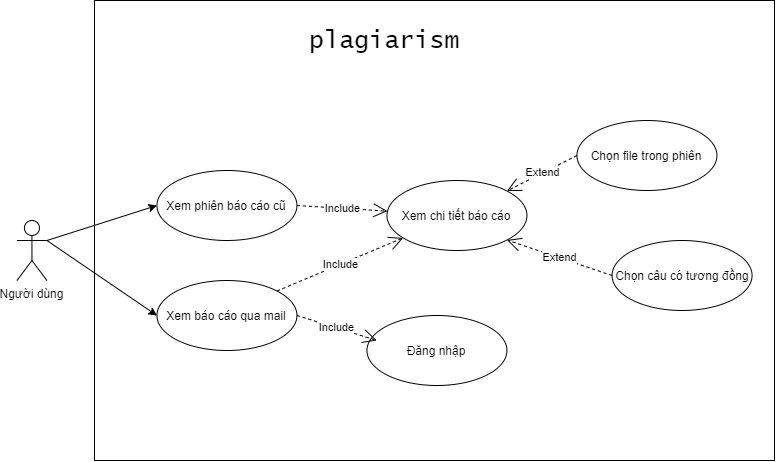 plagiarism
Chọn file trong phiên
Extend
Xem phiên báo cáo cũ
Include
Xem chi tiết báo cáo
Include
Extend
Chọn câu có tương đồng
Người dùng
Xem báo cáo qua mail
Include
Đăng nhập